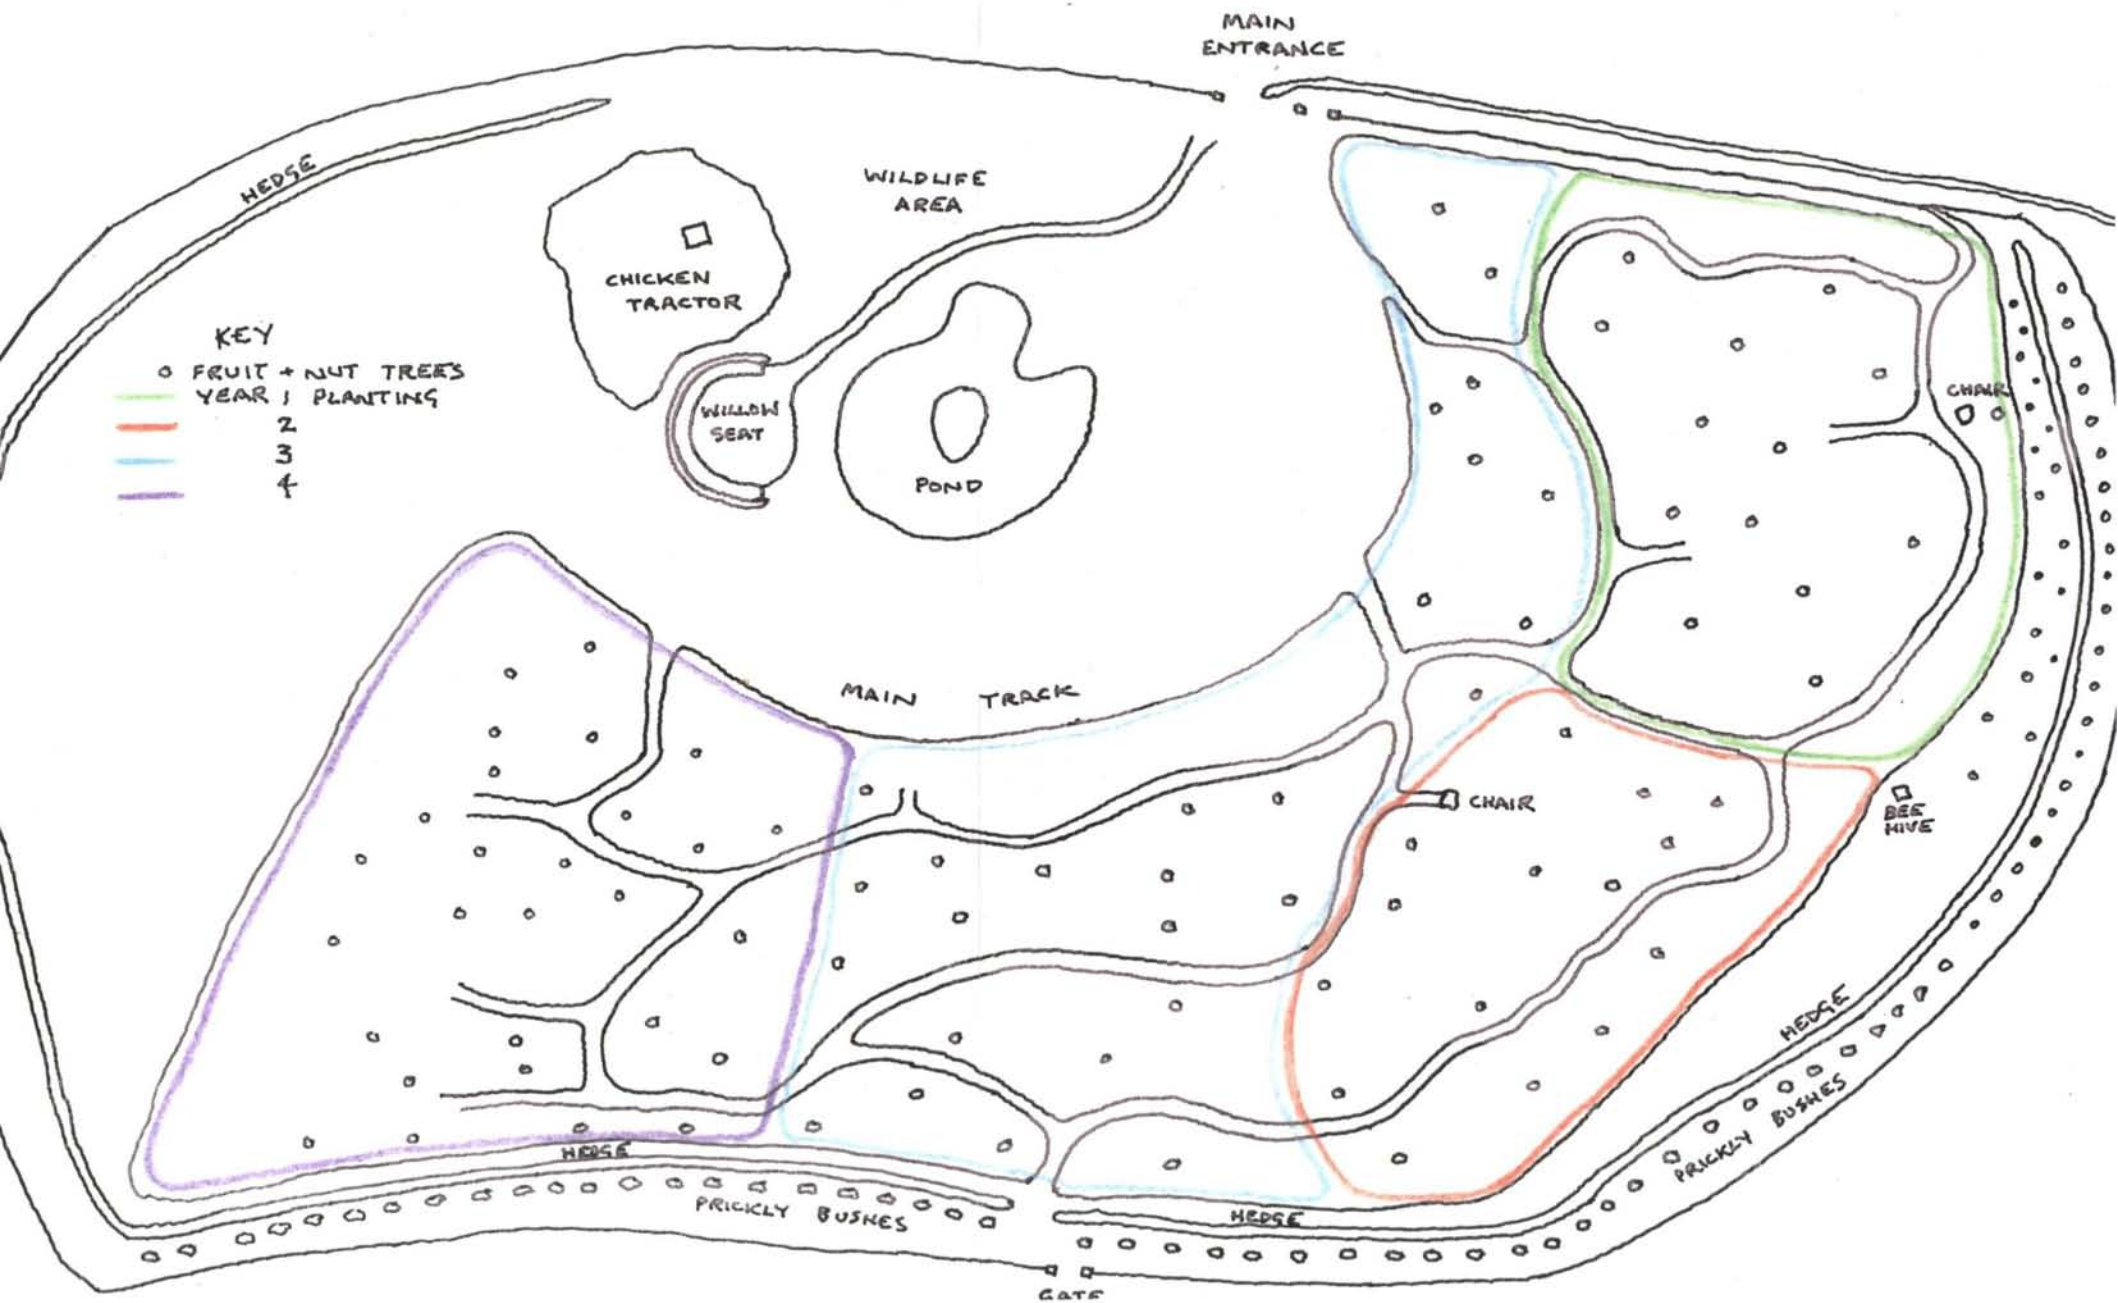 MAIN
ENTRANCE
HEDGE
WILDLIFE
AREA
CHICKEN
TRACTOR
KEY
FRUIT + NUT TREES
YEAR 1 PLANTING
2
3
4
WILLOW
SEAT
POND
CHAIR
MAIN TRACK
CHAIR
BEE
HIVE
HEDGE
PRICKLY BUSHES
HEDGE
PRICKLY BUSHES
HEDGE
GATE